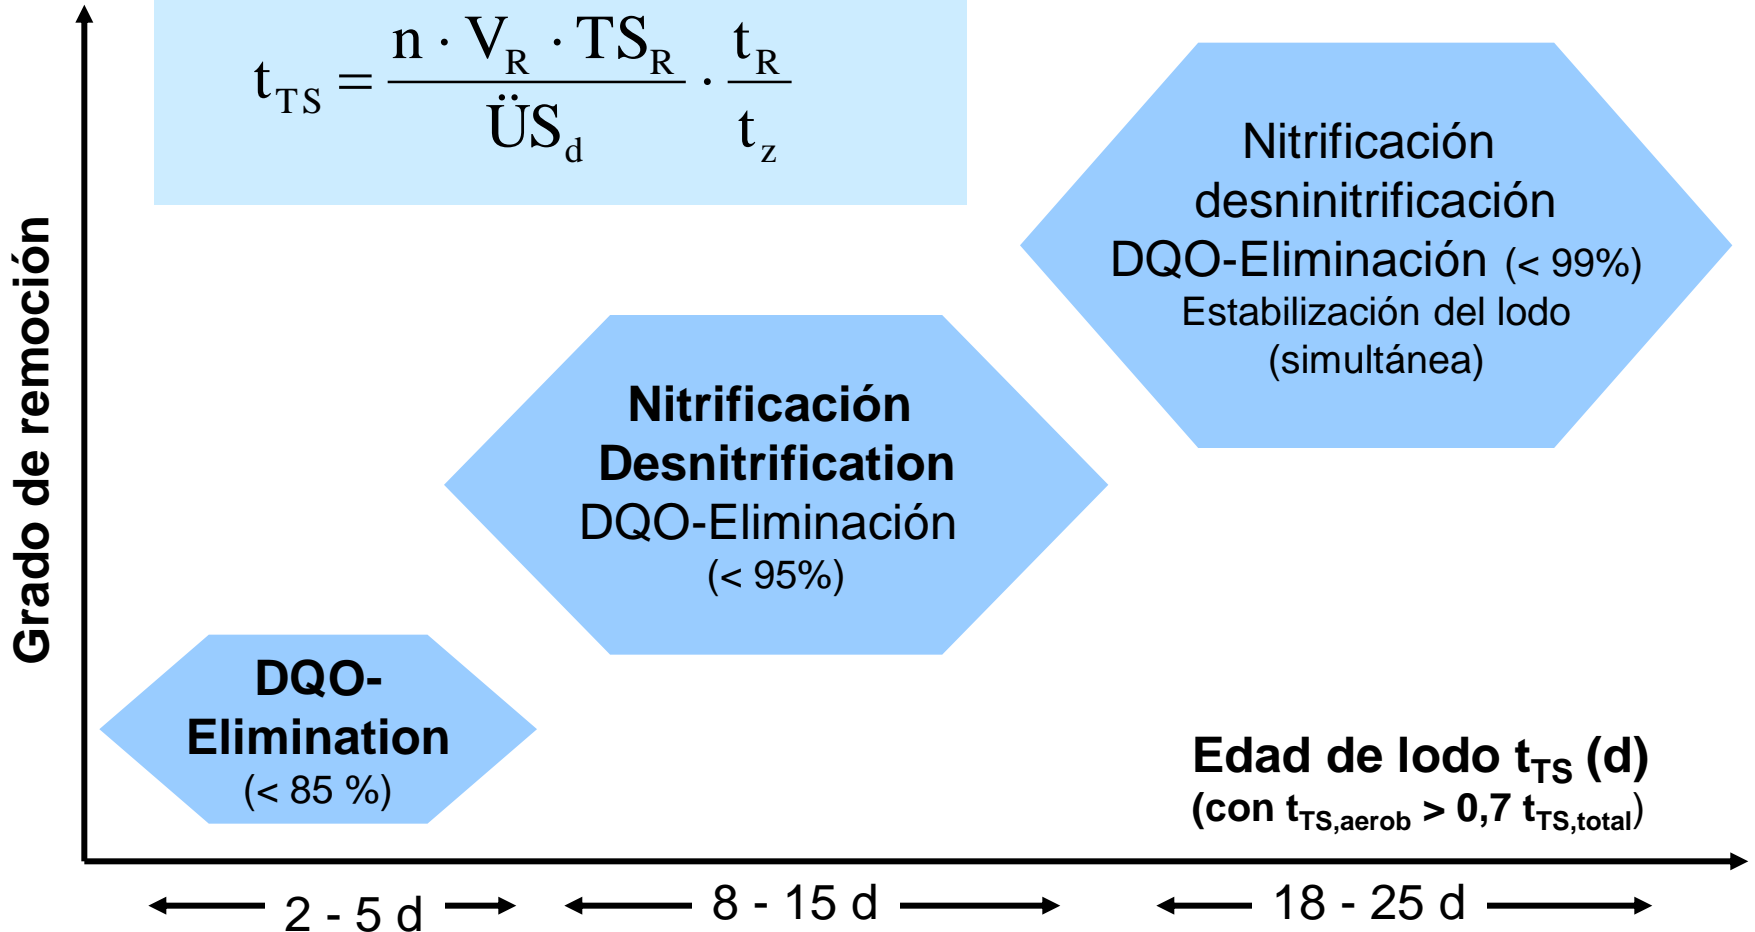 t_TS = (n · V_R · TS_R) / ÜS_d · t_R / t_z
Grado de remoción
Nitrificación
desninitrificación
DQO-Eliminación (< 99%)
Estabilización del lodo
(simultánea)
Nitrificación
Desnitrification
DQO-Eliminación
(< 95%)
DQO-
Elimination
(< 85 %)
Edad de lodo t_TS (d)
(con t_TS,aerob > 0,7 t_TS,total)
2 - 5 d
8 - 15 d
18 - 25 d